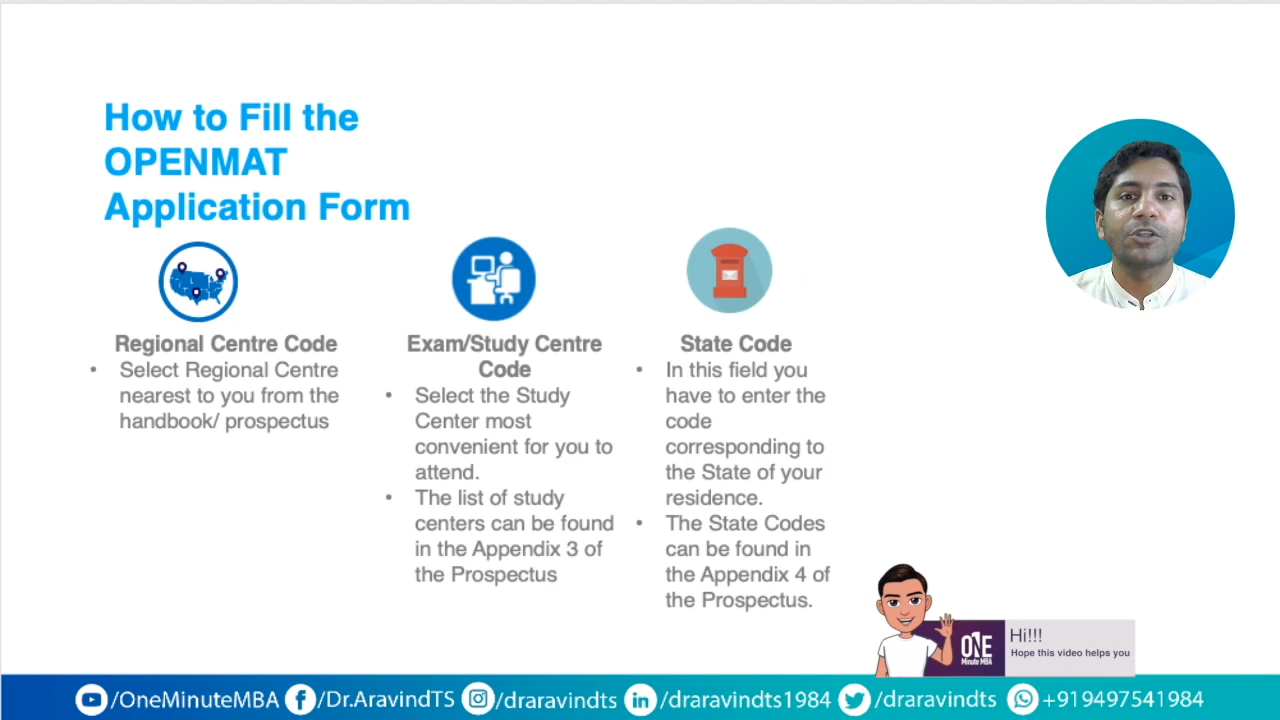 How to Fill the
OPENMAT
Application Form
Regional Centre Code
• Select Regional Centre
nearest to you from the
handbook/ prospectus
Exam/Study Centre
Code
• Select the Study
Center most
convenient for you to
attend.
• The list of study
centers can be found
in the Appendix 3 of
the Prospectus
State Code
• In this field you
have to enter the
code
corresponding to
the State of your
residence.
• The State Codes
can be found in
the Appendix 4 of
the Prospectus.
ONE
Minute MBA
Hi!!!
Hope this video helps you
/OneMinuteMBA /Dr.AravindTS /draravindts /draravindts1984 /draravindts +919497541984